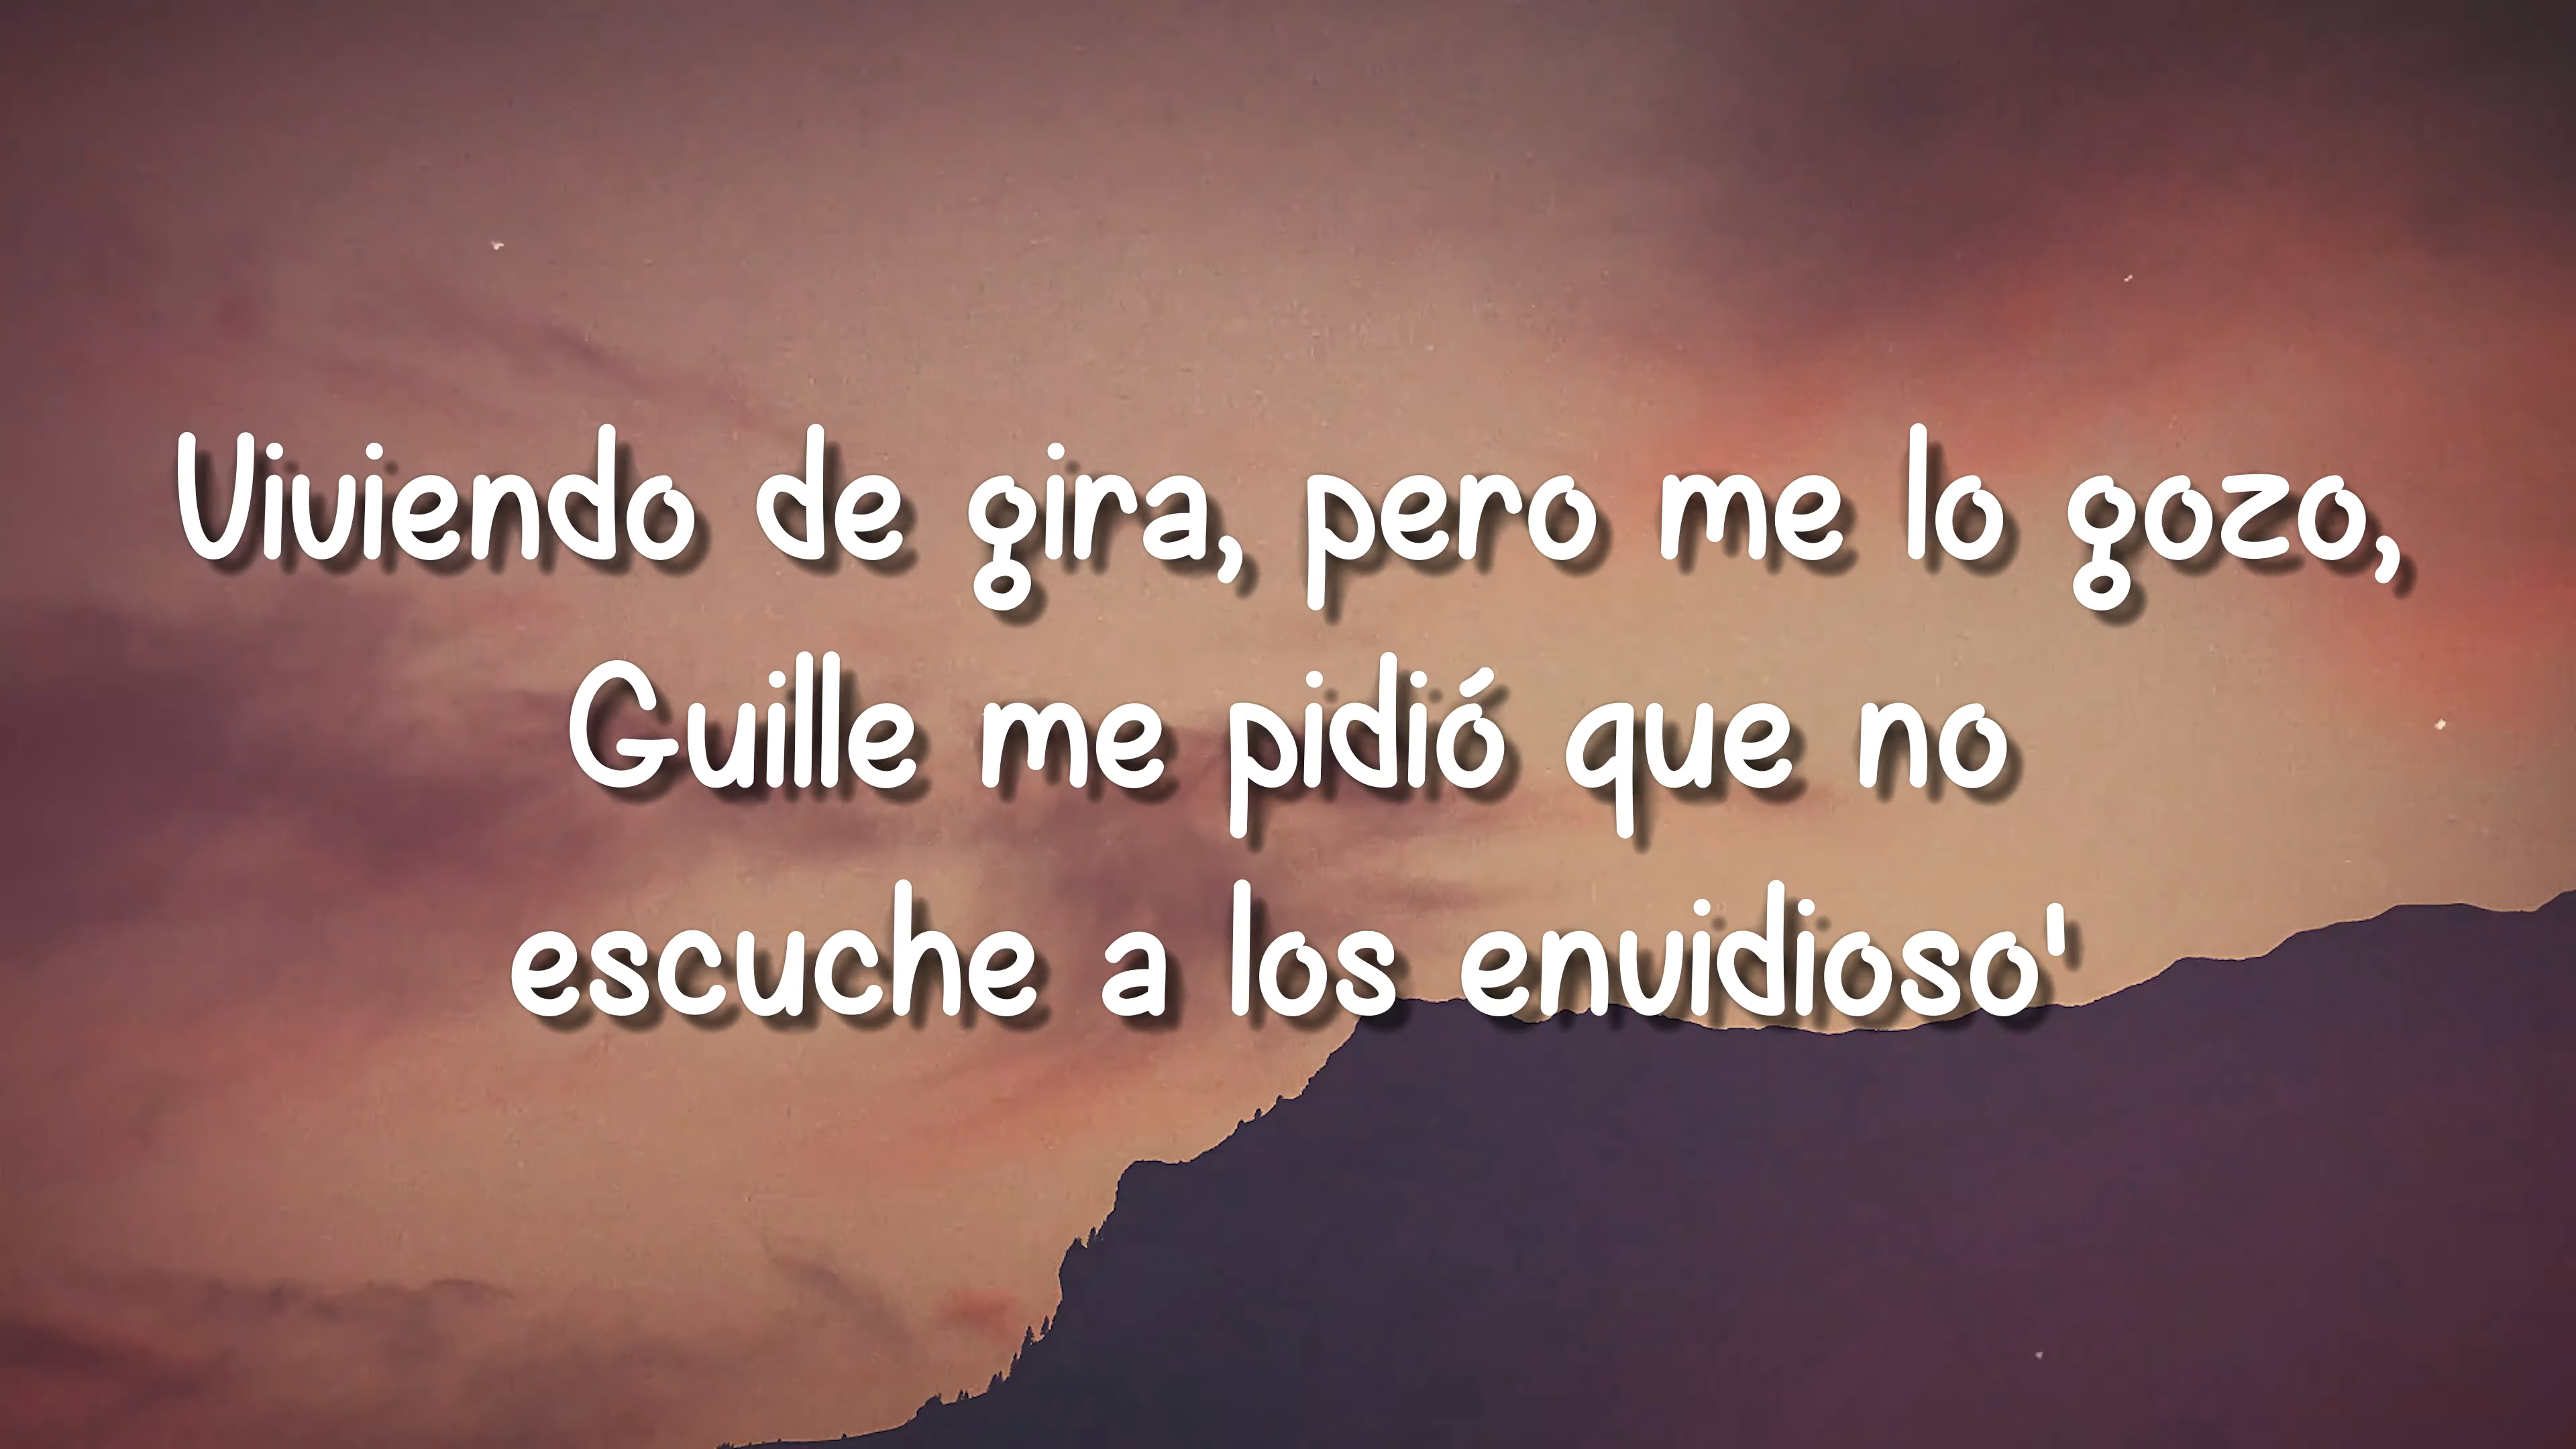 Viviendo de gira, pero me lo gozo,
Guille me pidió que no
escuche a los envidioso'